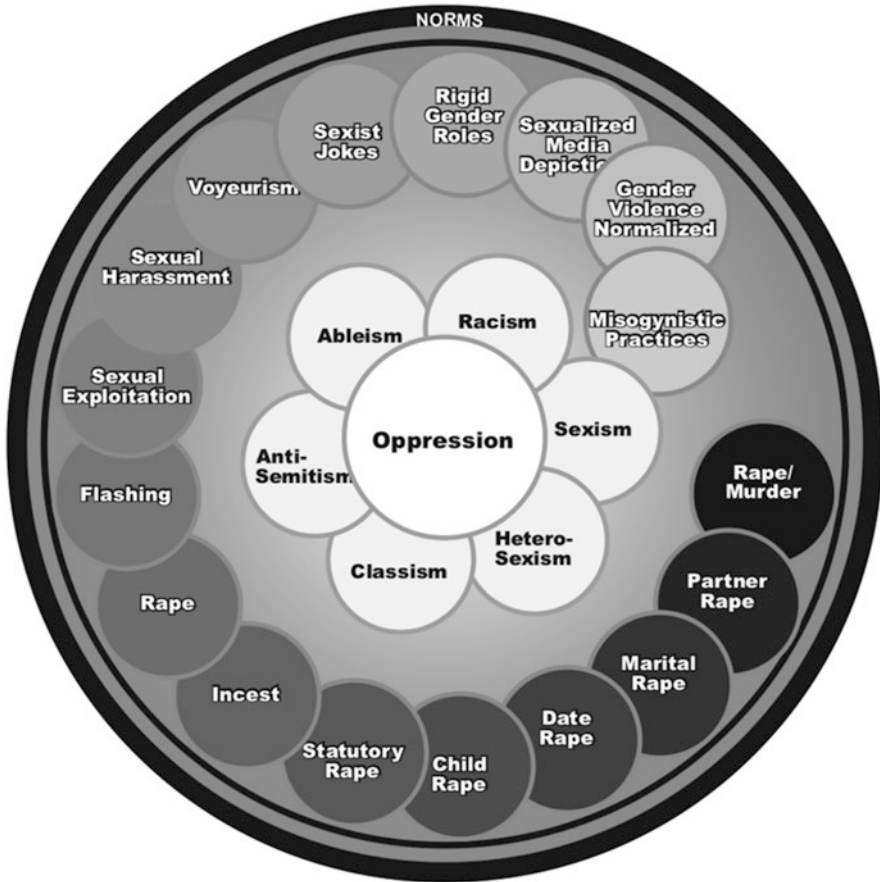 NORMS
Rigid
Gender
Roles
Sexualized
Media
Depictio
Gender
Violence
Normalized
Misogynistic
Practices
Sexist
Jokes
Voyeurism
Sexual
Harassment
Sexual
Exploitation
Flashing
Rape
Incest
Statutory
Rape
Child
Rape
Date
Rape
Marital
Rape
Partner
Rape
Rape/
Murder
Oppression
Ableism
Racism
Sexism
Hetero-
Sexism
Classism
Anti-
Semitism